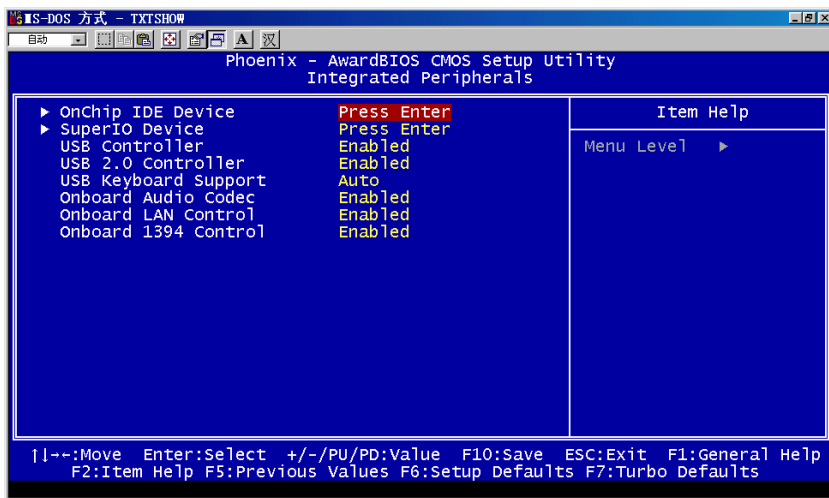 MS-DOS 方式 - TXTSHOW
自动 A 汉
Phoenix - AwardBIOS CMOS Setup Utility
Integrated Peripherals
▶ OnChip IDE Device Press Enter
▶ SuperIO Device Press Enter
USB Controller Enabled
USB 2.0 Controller Enabled
USB Keyboard Support Auto
Onboard Audio Codec Enabled
Onboard LAN Control Enabled
Onboard 1394 Control Enabled
Item Help
Menu Level ▶
↑↓→←:Move Enter:Select +/-/PU/PD:Value F10:Save ESC:Exit F1:General Help
F2:Item Help F5:Previous Values F6:Setup Defaults F7:Turbo Defaults